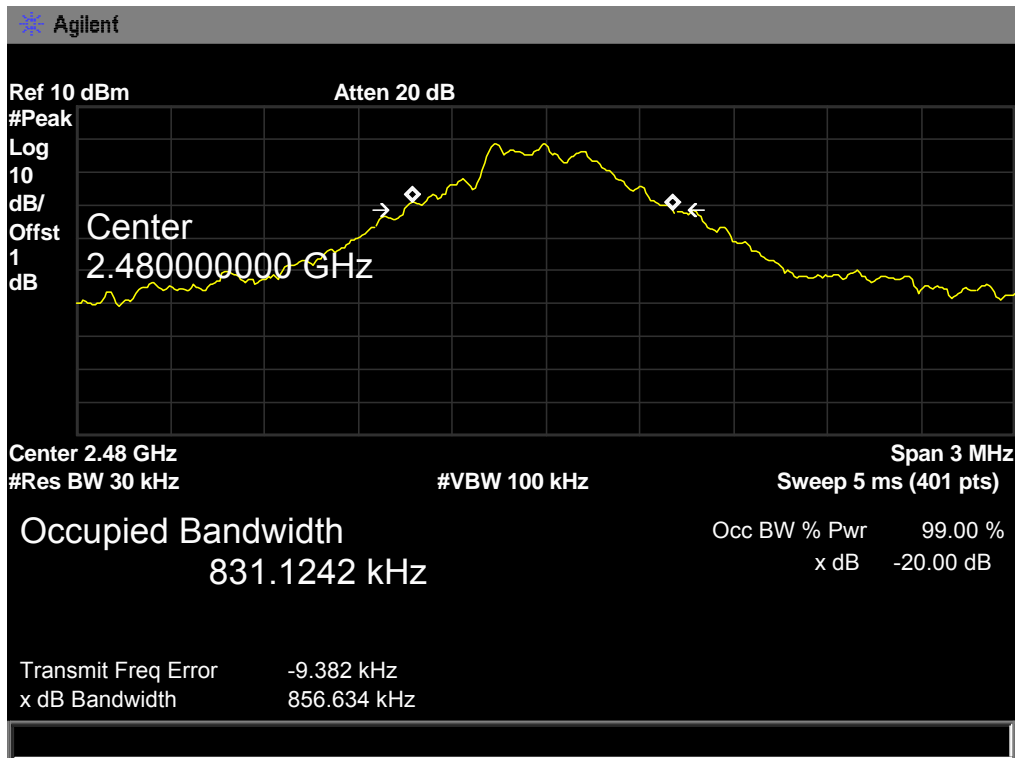 Agilent
Ref 10 dBm Atten 20 dB
#Peak
Log
10
dB/
Offst
1
dB
Center
2.480000000 GHz
Center 2.48 GHz Span 3 MHz
#Res BW 30 kHz #VBW 100 kHz Sweep 5 ms (401 pts)
Occupied Bandwidth
831.1242 kHz
Occ BW % Pwr 99.00 %
x dB -20.00 dB
Transmit Freq Error -9.382 kHz
x dB Bandwidth 856.634 kHz